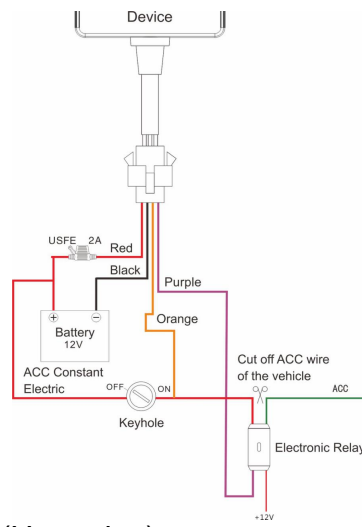 Device
USFE 2A
Red
Black
Purple
Battery
12V
Orange
ACC Constant
Electric
OFF
ON
Keyhole
Cut off ACC wire
of the vehicle
ACC
Electronic Relay
+12V